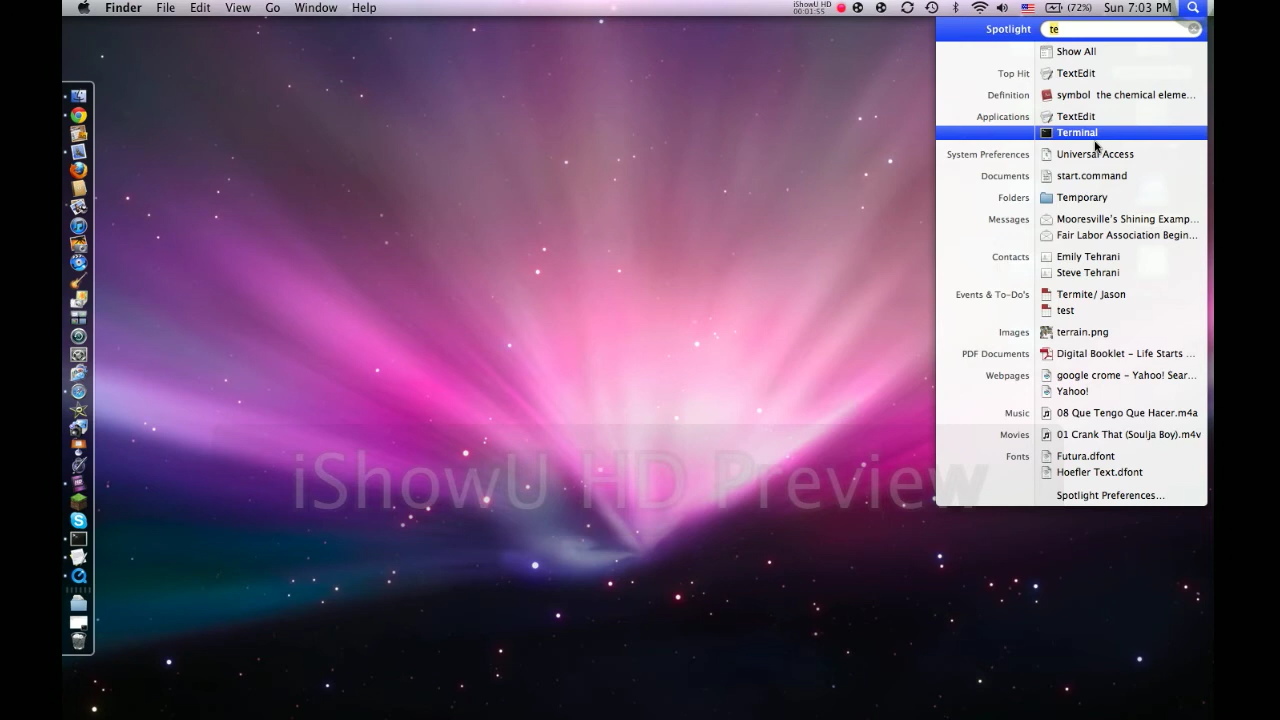 Finder File Edit View Go Window Help iShowU HD 00:01:55 (72%) Sun 7:03 PM
Spotlight te
Show All
Top Hit TextEdit
Definition symbol the chemical eleme...
Applications TextEdit
Terminal
System Preferences Universal Access
Documents start.command
Folders Temporary
Messages Mooresville's Shining Examp...
Fair Labor Association Begin...
Contacts Emily Tehrani
Steve Tehrani
Events & To-Do's Termite/ Jason
test
Images terrain.png
PDF Documents Digital Booklet - Life Starts ...
Webpages google crome - Yahoo! Sear...
Yahoo!
Music 08 Que Tengo Que Hacer.m4a
Movies 01 Crank That (Soulja Boy).m4v
Fonts Futura.dfont
Hoefler Text.dfont
Spotlight Preferences...
iShowU HD Preview